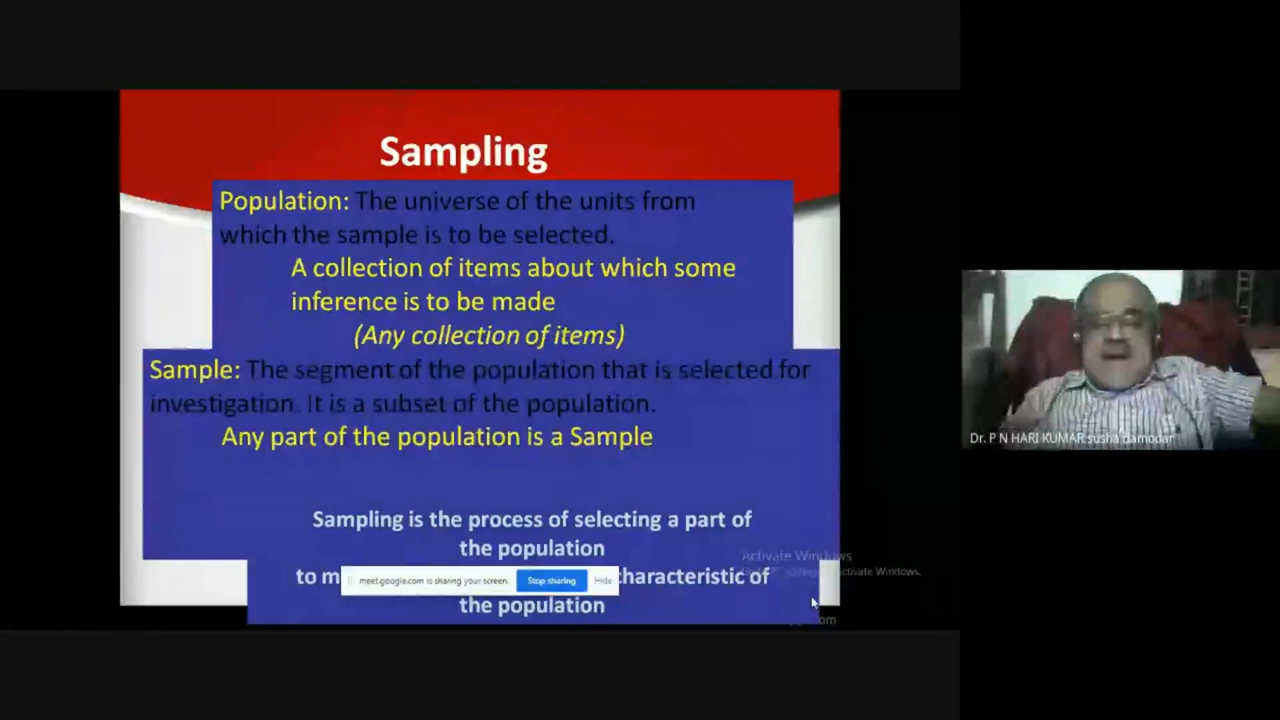 Sampling
Population: The universe of the units from
which the sample is to be selected.
A collection of items about which some
inference is to be made
(Any collection of items)
Sample: The segment of the population that is selected for
investigation. It is a subset of the population.
Any part of the population is a Sample
Sampling is the process of selecting a part of
the population
to m characteristic of
the population
meet.google.com is sharing your screen. Stop sharing Hide
Activate Windows
Activate Windows.
Dr. P N HARI KUMAR susha damodar